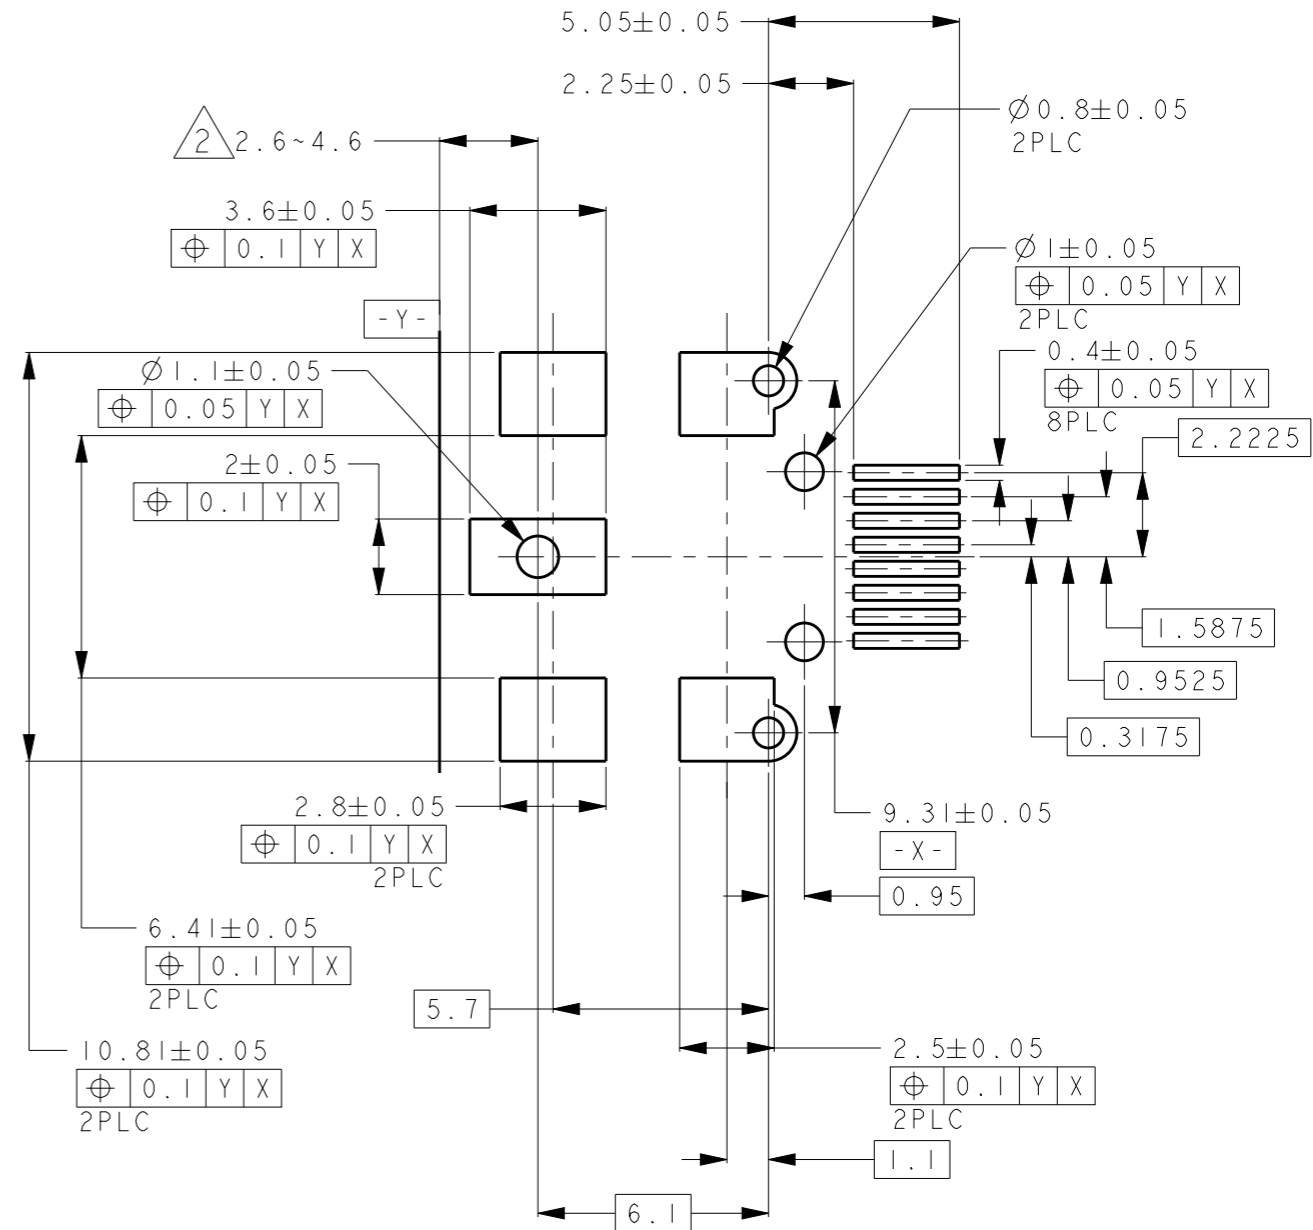 5.05±0.05
2.25±0.05
Ø0.8±0.05
2PLC
2 2.6~4.6
3.6±0.05
⌖ 0.1 Y X
Ø1±0.05
⌖ 0.05 Y X
2PLC
-Y-
0.4±0.05
⌖ 0.05 Y X
8PLC
Ø1.1±0.05
⌖ 0.05 Y X
2.2225
2±0.05
⌖ 0.1 Y X
1.5875
0.9525
0.3175
2.8±0.05
⌖ 0.1 Y X
2PLC
9.31±0.05
-X-
0.95
6.41±0.05
⌖ 0.1 Y X
2PLC
5.7
10.81±0.05
⌖ 0.1 Y X
2PLC
2.5±0.05
⌖ 0.1 Y X
2PLC
1.1
6.1